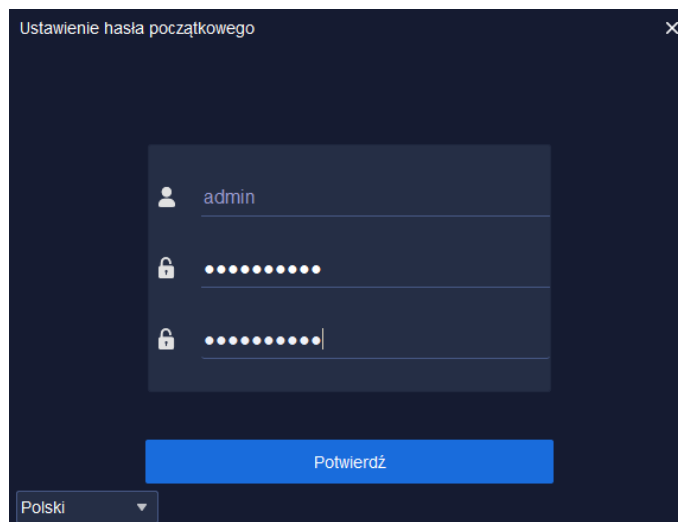 Ustawienie hasła początkowego
admin
●●●●●●●●●●
●●●●●●●●●●
Potwierdź
Polski